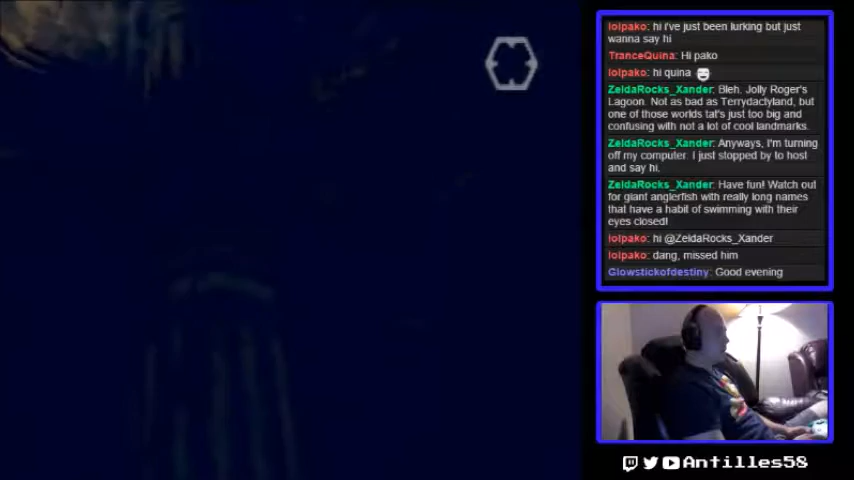 lolpako: hi i've just been lurking but just
wanna say hi
TranceQuina: Hi pako
lolpako: hi quina
ZeldaRocks_Xander: Bleh. Jolly Roger's
Lagoon. Not as bad as Terrydactyland, but
one of those worlds tat's just too big and
confusing with not a lot of cool landmarks.
ZeldaRocks_Xander: Anyways, I'm turning
off my computer. I just stopped by to host
and say hi.
ZeldaRocks_Xander: Have fun! Watch out
for giant anglerfish with really long names
that have a habit of swimming with their
eyes closed!
lolpako: hi @ZeldaRocks_Xander
lolpako: dang, missed him
Glowstickofdestiny: Good evening
Antilles58